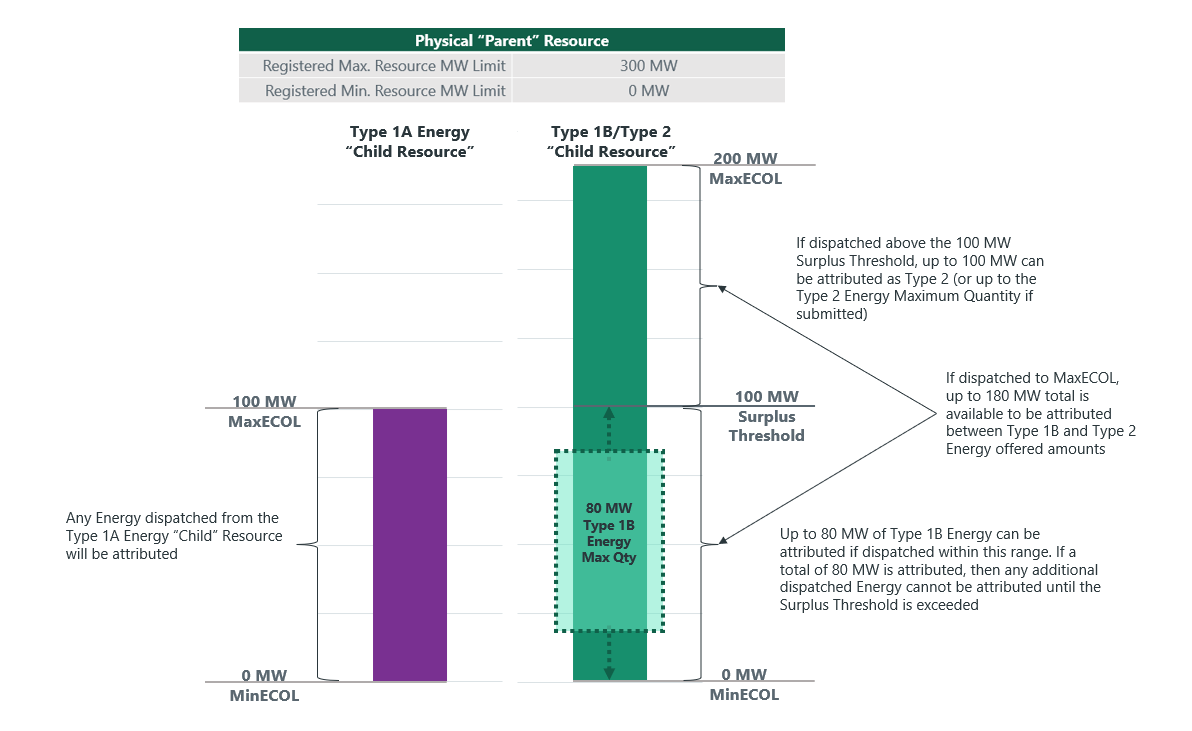 Physical “Parent” Resource
Registered Max. Resource MW Limit 300 MW
Registered Min. Resource MW Limit 0 MW
Type 1A Energy
“Child Resource”
Type 1B/Type 2
“Child Resource”
200 MW
MaxECOL
If dispatched above the 100 MW
Surplus Threshold, up to 100 MW can
be attributed as Type 2 (or up to the
Type 2 Energy Maximum Quantity if
submitted)
If dispatched to MaxECOL,
up to 180 MW total is
available to be attributed
between Type 1B and Type 2
Energy offered amounts
100 MW
MaxECOL
100 MW
Surplus
Threshold
80 MW
Type 1B
Energy
Max Qty
Any Energy dispatched from the
Type 1A Energy “Child” Resource
will be attributed
Up to 80 MW of Type 1B Energy can be
attributed if dispatched within this range. If a
total of 80 MW is attributed, then any additional
dispatched Energy cannot be attributed until the
Surplus Threshold is exceeded
0 MW
MinECOL
0 MW
MinECOL